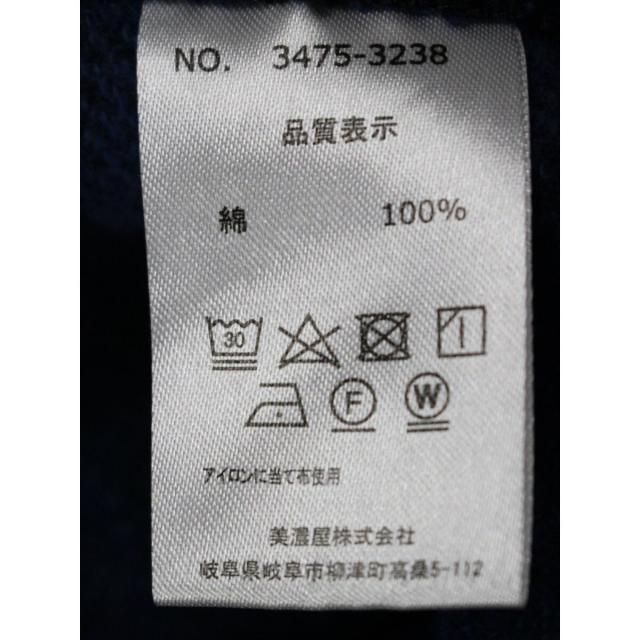 NO. 3475-3238
品質表示
綿 100%
30
F W
アイロンに当て布使用
美濃屋株式会社
岐阜県岐阜市柳津町高桑5-112